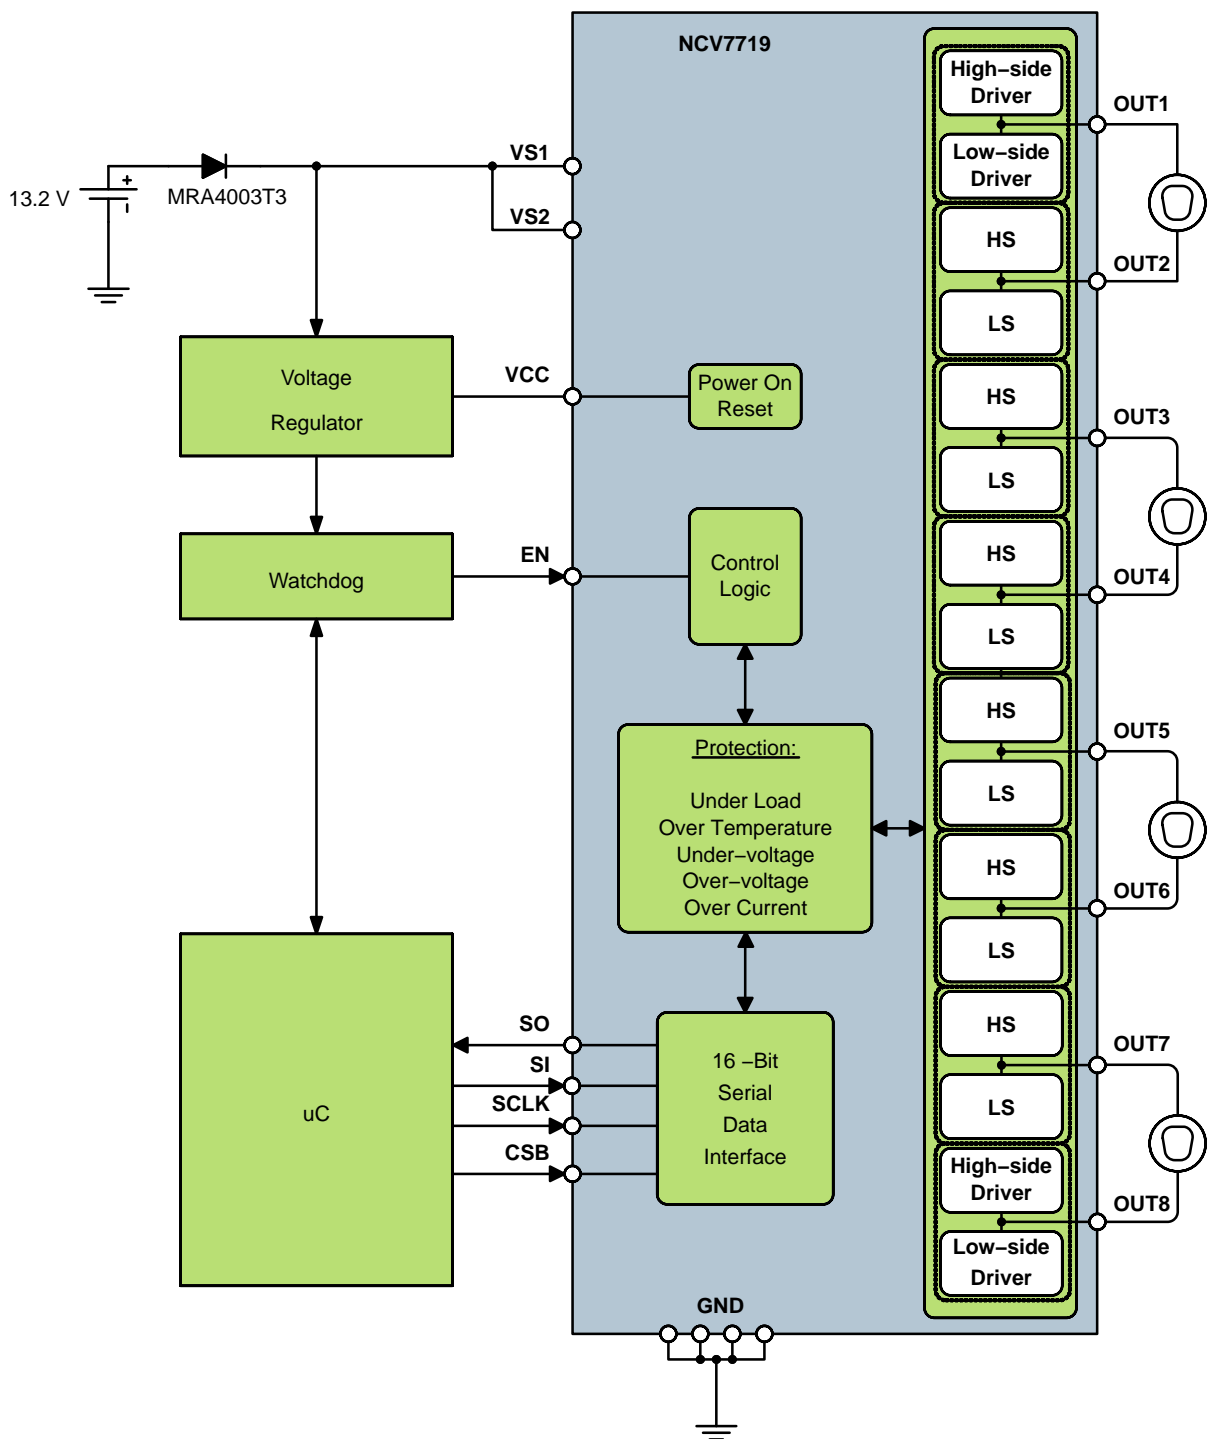 NCV7719
High−side
Driver
OUT1
Low−side
Driver
VS1
+
13.2 V
MRA4003T3
VS2
HS
OUT2
LS
Voltage
Regulator
VCC
Power On
Reset
HS
OUT3
LS
Watchdog
EN
Control
Logic
HS
OUT4
LS
HS
Protection:
Under Load
Over Temperature
Under−voltage
Over−voltage
Over Current
OUT5
LS
HS
OUT6
LS
uC
SO
SI
SCLK
CSB
16 −Bit
Serial
Data
Interface
HS
OUT7
LS
High−side
Driver
OUT8
Low−side
Driver
GND